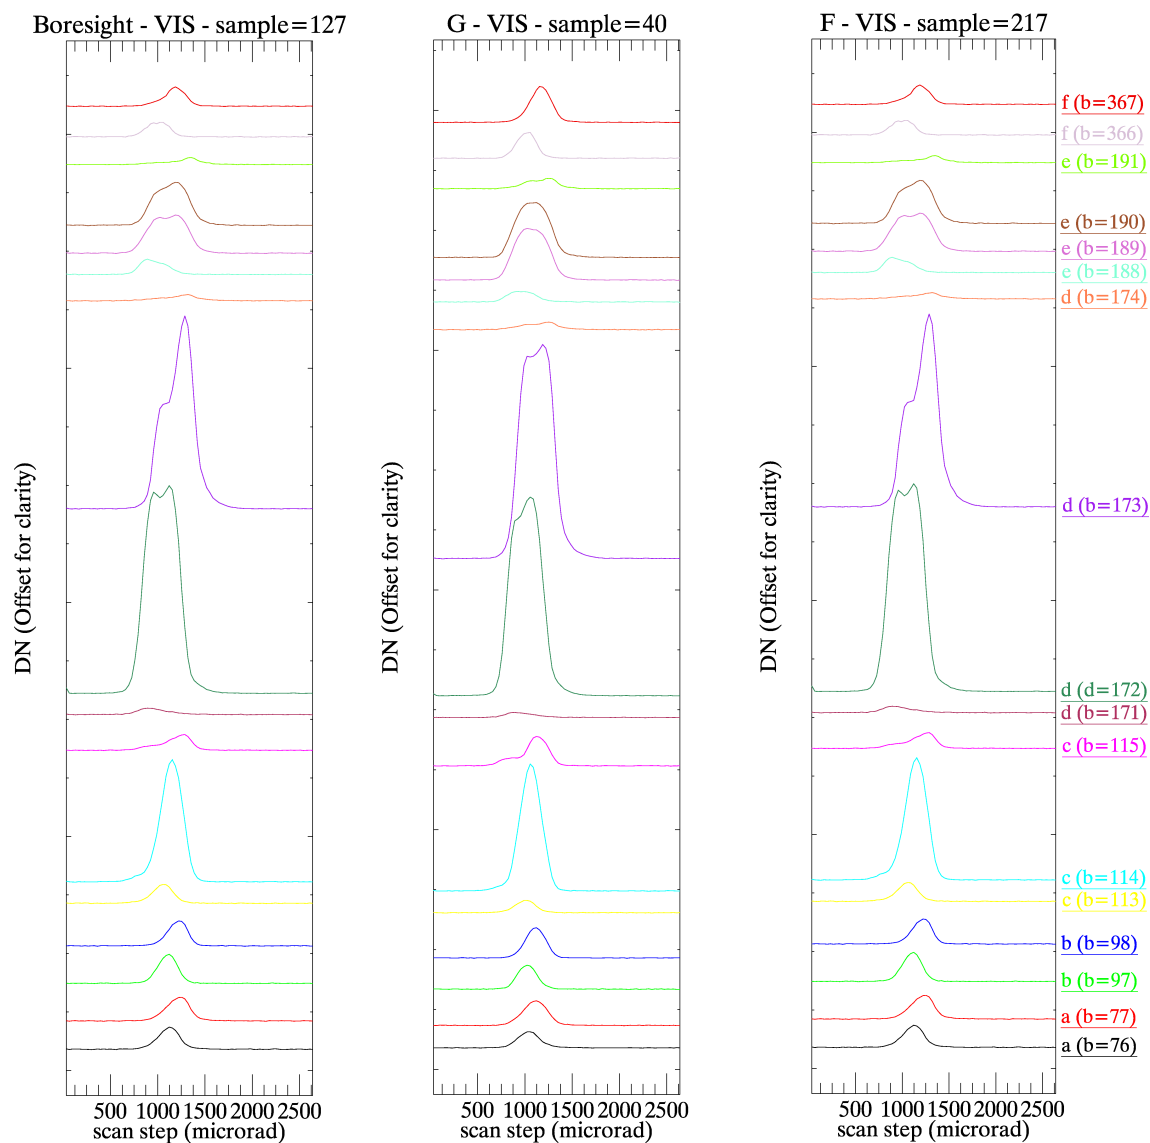 Boresight - VIS - sample=127
G - VIS - sample=40
F - VIS - sample=217
f (b=367)
f (b=366)
e (b=191)
e (b=190)
e (b=189)
e (b=188)
d (b=174)
d (b=173)
d (d=172)
d (b=171)
c (b=115)
c (b=114)
c (b=113)
b (b=98)
b (b=97)
a (b=77)
a (b=76)
DN (Offset for clarity)
DN (Offset for clarity)
DN (Offset for clarity)
500 1000 1500 2000 2500
500 1000 1500 2000 2500
500 1000 1500 2000 2500
scan step (microrad)
scan step (microrad)
scan step (microrad)